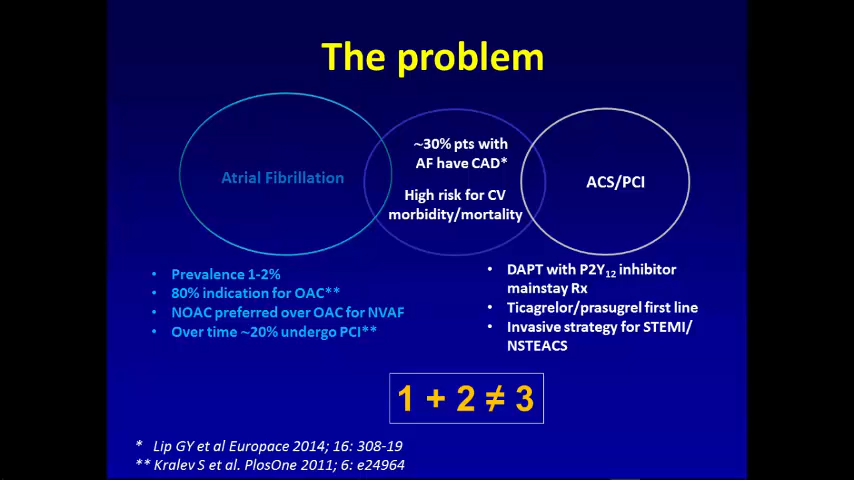 The problem
~30% pts with
AF have CAD*
High risk for CV
morbidity/mortality
Atrial Fibrillation
ACS/PCI
• Prevalence 1-2%
• 80% indication for OAC**
• NOAC preferred over OAC for NVAF
• Over time ~20% undergo PCI**
• DAPT with P2Y12 inhibitor
mainstay Rx
• Ticagrelor/prasugrel first line
• Invasive strategy for STEMI/
NSTEACS
1 + 2 ≠ 3
* Lip GY et al Europace 2014; 16: 308-19
** Kralev S et al. PlosOne 2011; 6: e24964